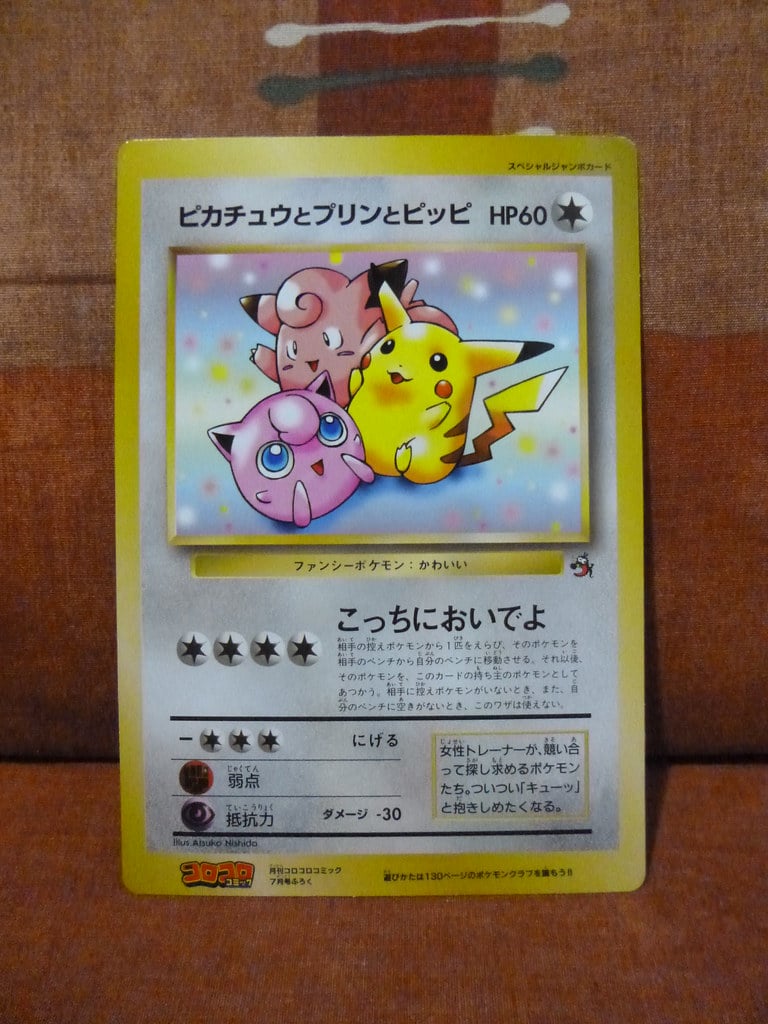 スペシャルジャンボカード
ピカチュウとプリンとピッピ HP60
ファンシーポケモン：かわいい
こっちにおいでよ
相手の控えポケモンから1匹をえらび、そのポケモンを
相手のベンチから自分のベンチに移動させる。それ以後、
そのポケモンを、このカードの持ち主のポケモンとして
あつかう。相手に控えポケモンがいないとき、また、自
分のベンチに空きがないとき、このワザは使えない。
− にげる
弱点
抵抗力 ダメージ -30
女性トレーナーが、競い合
って探し求めるポケモン
たち。ついつい「キューッ」
と抱きしめたくなる。
Illus.Atsuko Nishida
コロコロ
コミック
月刊コロコロコミック
7月号ふろく
遊びかたは130ページのポケモンクラブを読もう!!